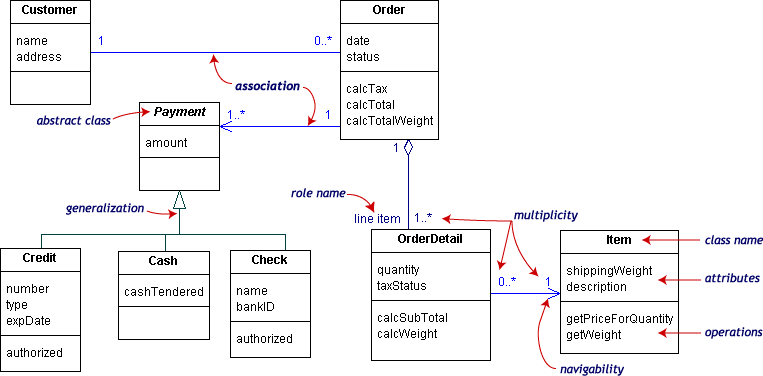 Customer
name
address
1
0..*
Order
date
status
calcTax
calcTotal
calcTotalWeight
association
abstract class
Payment
amount
1..*
1
1
role name
line item
1..*
multiplicity
generalization
Credit
number
type
expDate
authorized
Cash
cashTendered
Check
name
bankID
authorized
OrderDetail
quantity
taxStatus
calcSubTotal
calcWeight
0..*
1
Item
shippingWeight
description
getPriceForQuantity
getWeight
class name
attributes
operations
navigability